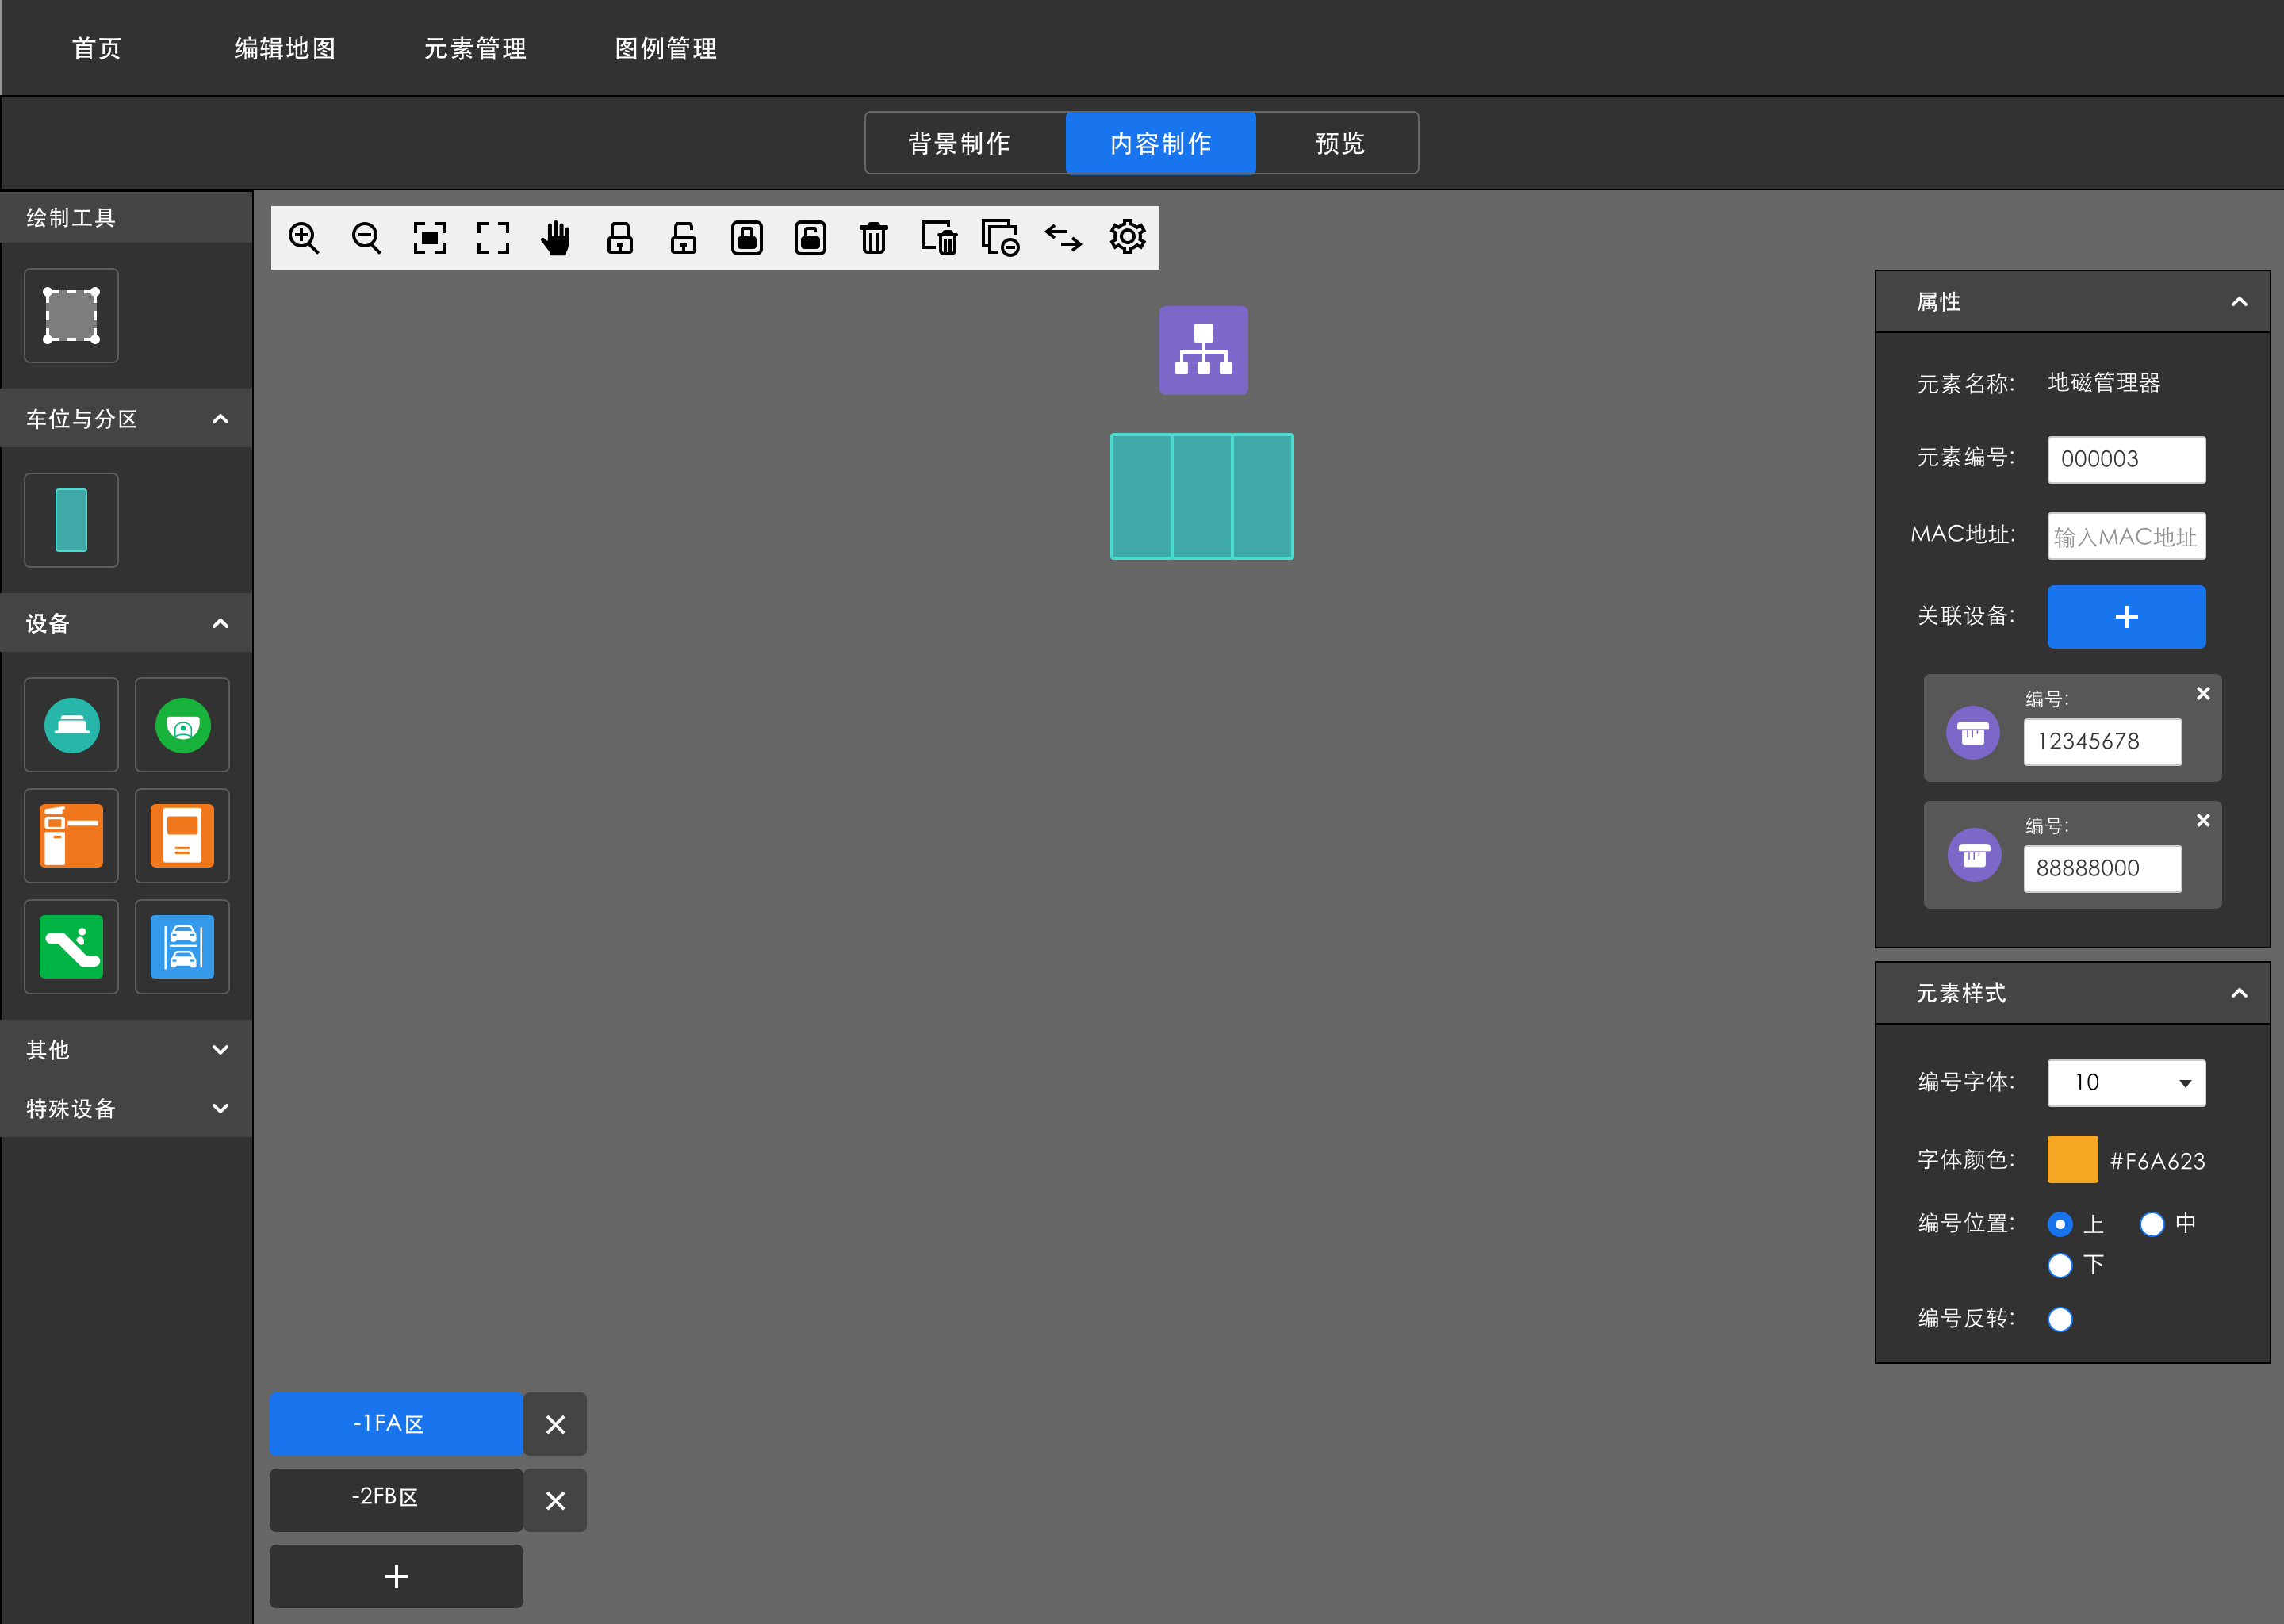 首页 编辑地图 元素管理 图例管理
背景制作 内容制作 预览
绘制工具
车位与分区
设备
其他
特殊设备
-1FA区
-2FB区
属性
元素名称: 地磁管理器
元素编号: 000003
MAC地址: 输入MAC地址
关联设备:
编号:
12345678
编号:
88888000
元素样式
编号字体: 10
字体颜色: #F6A623
编号位置: 上 中
下
编号反转: